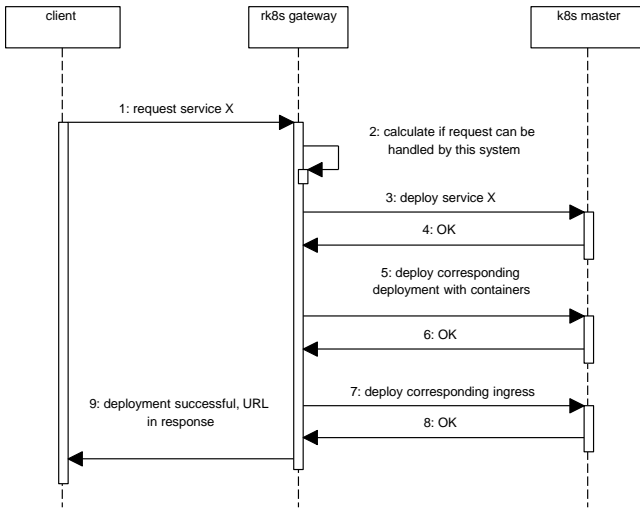 client
rk8s gateway
k8s master
1: request service X
2: calculate if request can be
handled by this system
3: deploy service X
4: OK
5: deploy corresponding
deployment with containers
6: OK
7: deploy corresponding ingress
8: OK
9: deployment successful, URL
in response